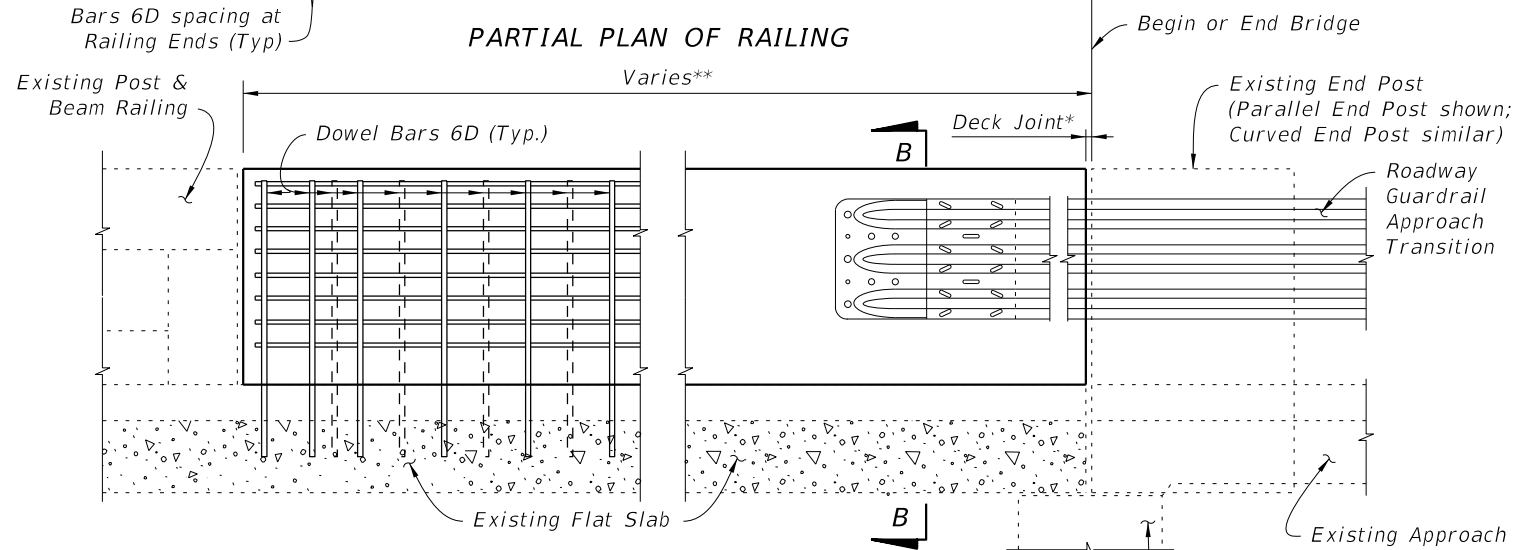 Bars 6D spacing at
Railing Ends (Typ)
PARTIAL PLAN OF RAILING
Begin or End Bridge
Varies**
Existing Post &
Beam Railing
Existing End Post
(Parallel End Post shown;
Curved End Post similar)
Dowel Bars 6D (Typ.)
Deck Joint*
B
Roadway
Guardrail
Approach
Transition
Existing Flat Slab
B
Existing Approach